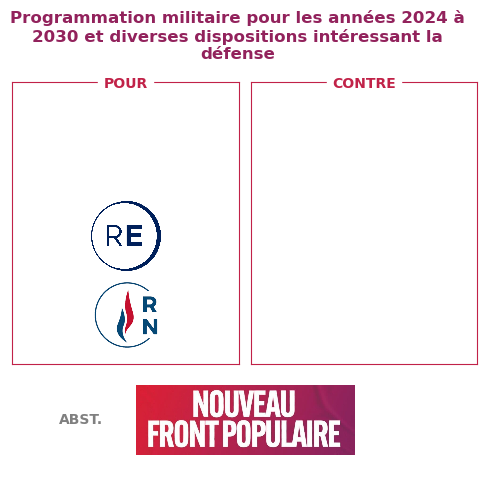 Programmation militaire pour les années 2024 à
2030 et diverses dispositions intéressant la
défense
POUR
CONTRE
RE
R
N
ABST.
NOUVEAU
FRONT POPULAIRE